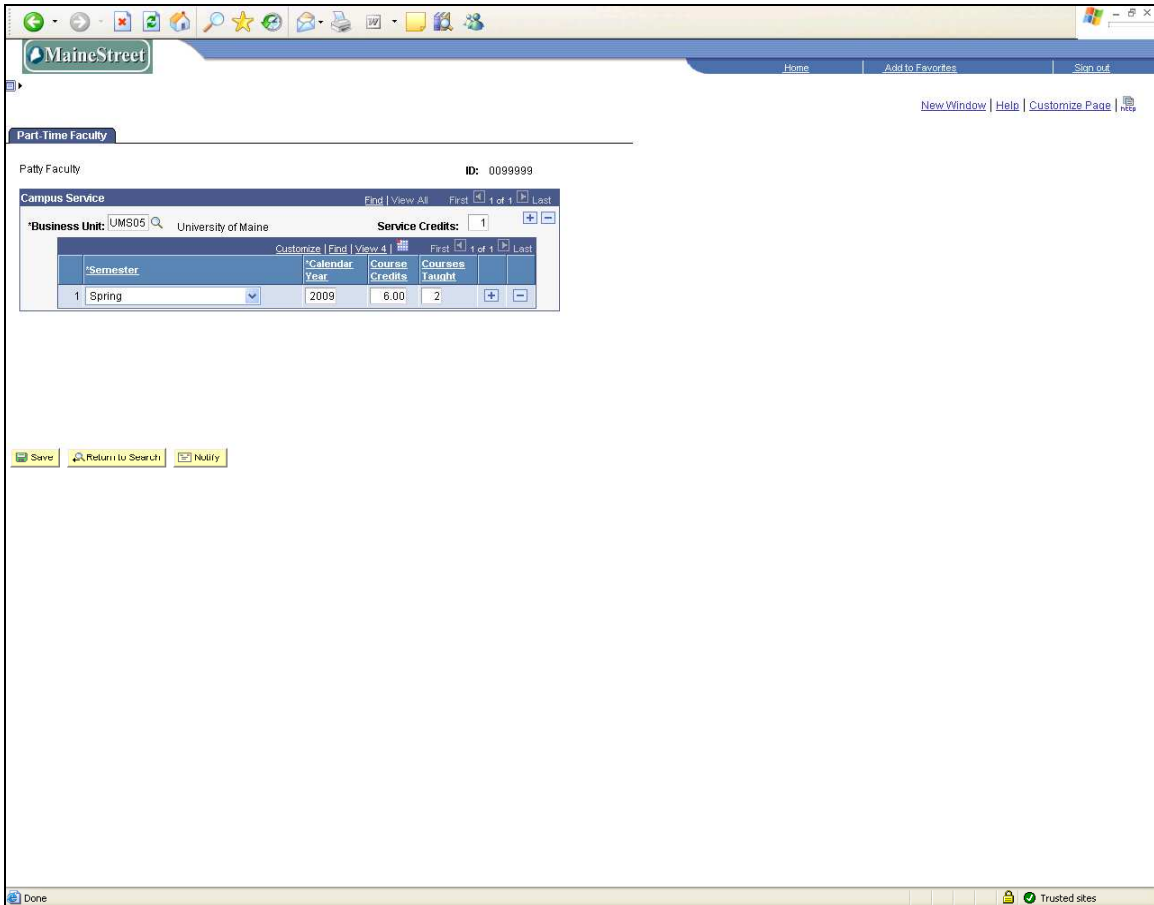 MaineStreet
Home Add to Favorites Sign out
New Window | Help | Customize Page | http
Part-Time Faculty
Patty Faculty ID: 0099999
Campus Service Find | View All First 1 of 1 Last
*Business Unit: UMS05 University of Maine Service Credits: 1
Customize | Find | View 4 | First 1 of 1 Last
*Semester *Calendar Year Course Credits Courses Taught
1 Spring 2009 6.00 2
Save Return to Search Notify
Done Trusted sites